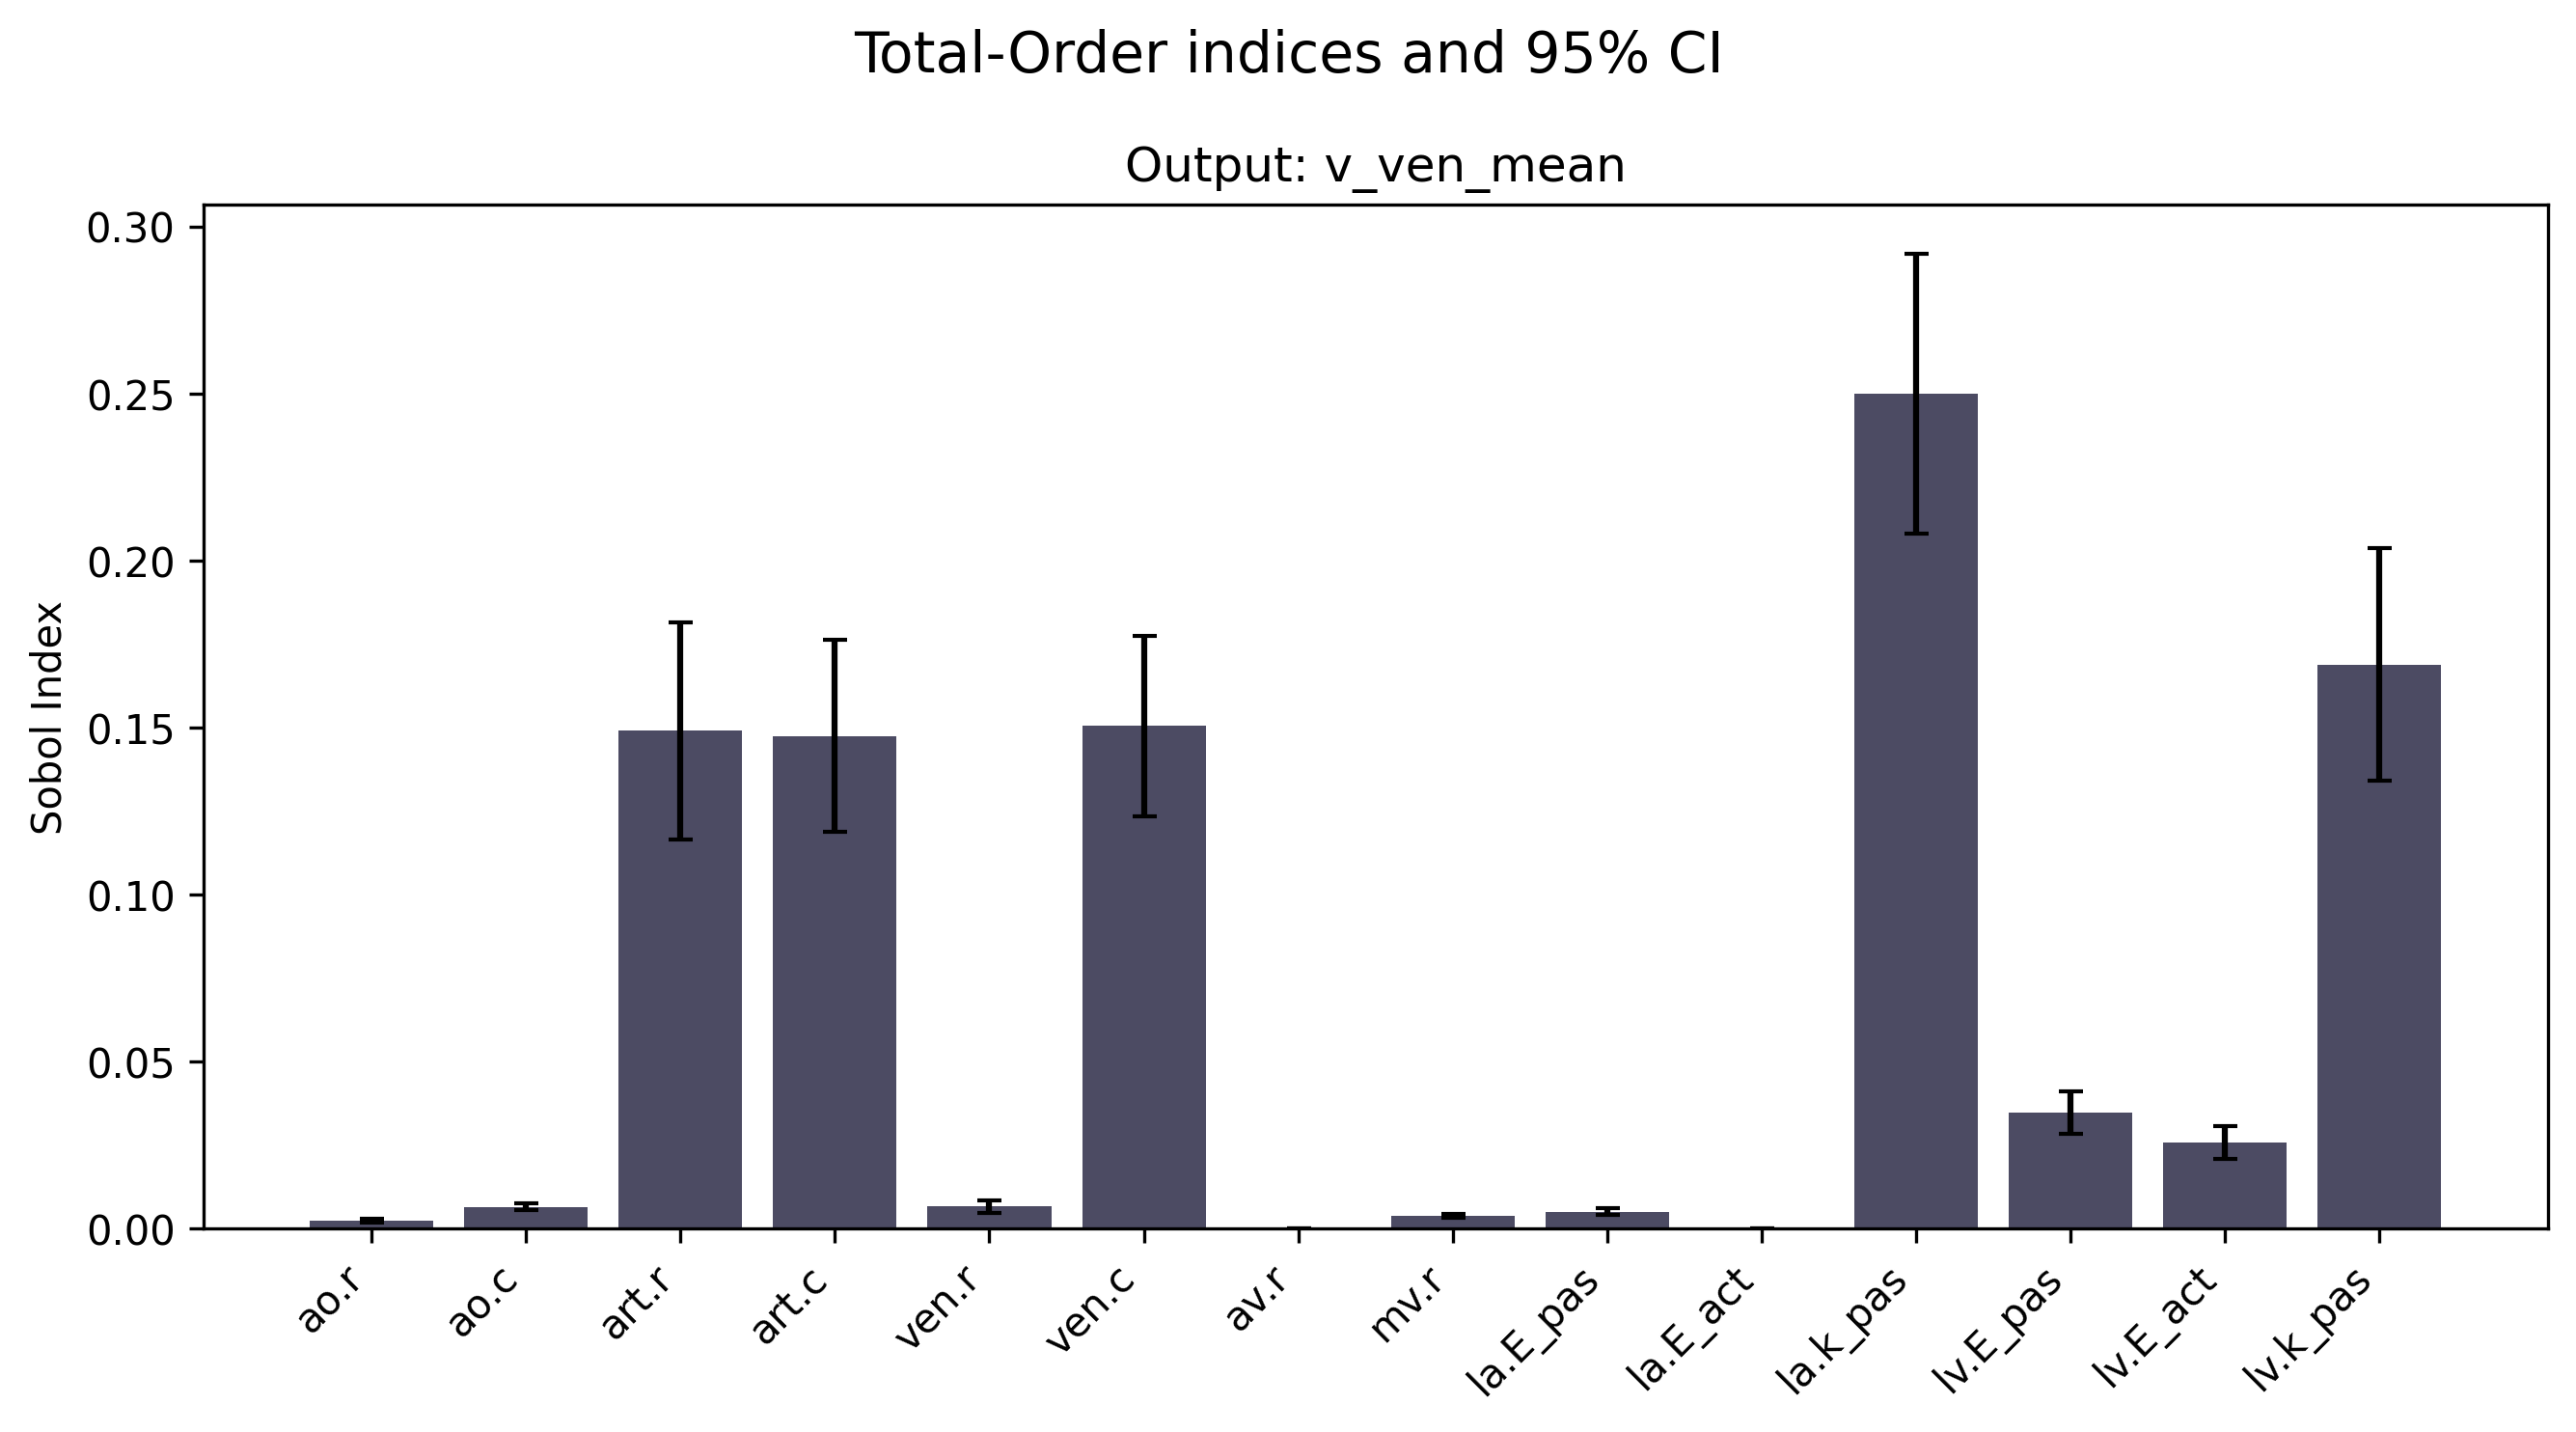 Total-Order indices and 95% CI
Output: v_ven_mean
Sobol Index
0.30
0.25
0.20
0.15
0.10
0.05
0.00
ao.r
ao.c
art.r
art.c
ven.r
ven.c
av.r
mv.r
la.E_pas
la.E_act
la.k_pas
lv.E_pas
lv.E_act
lv.k_pas